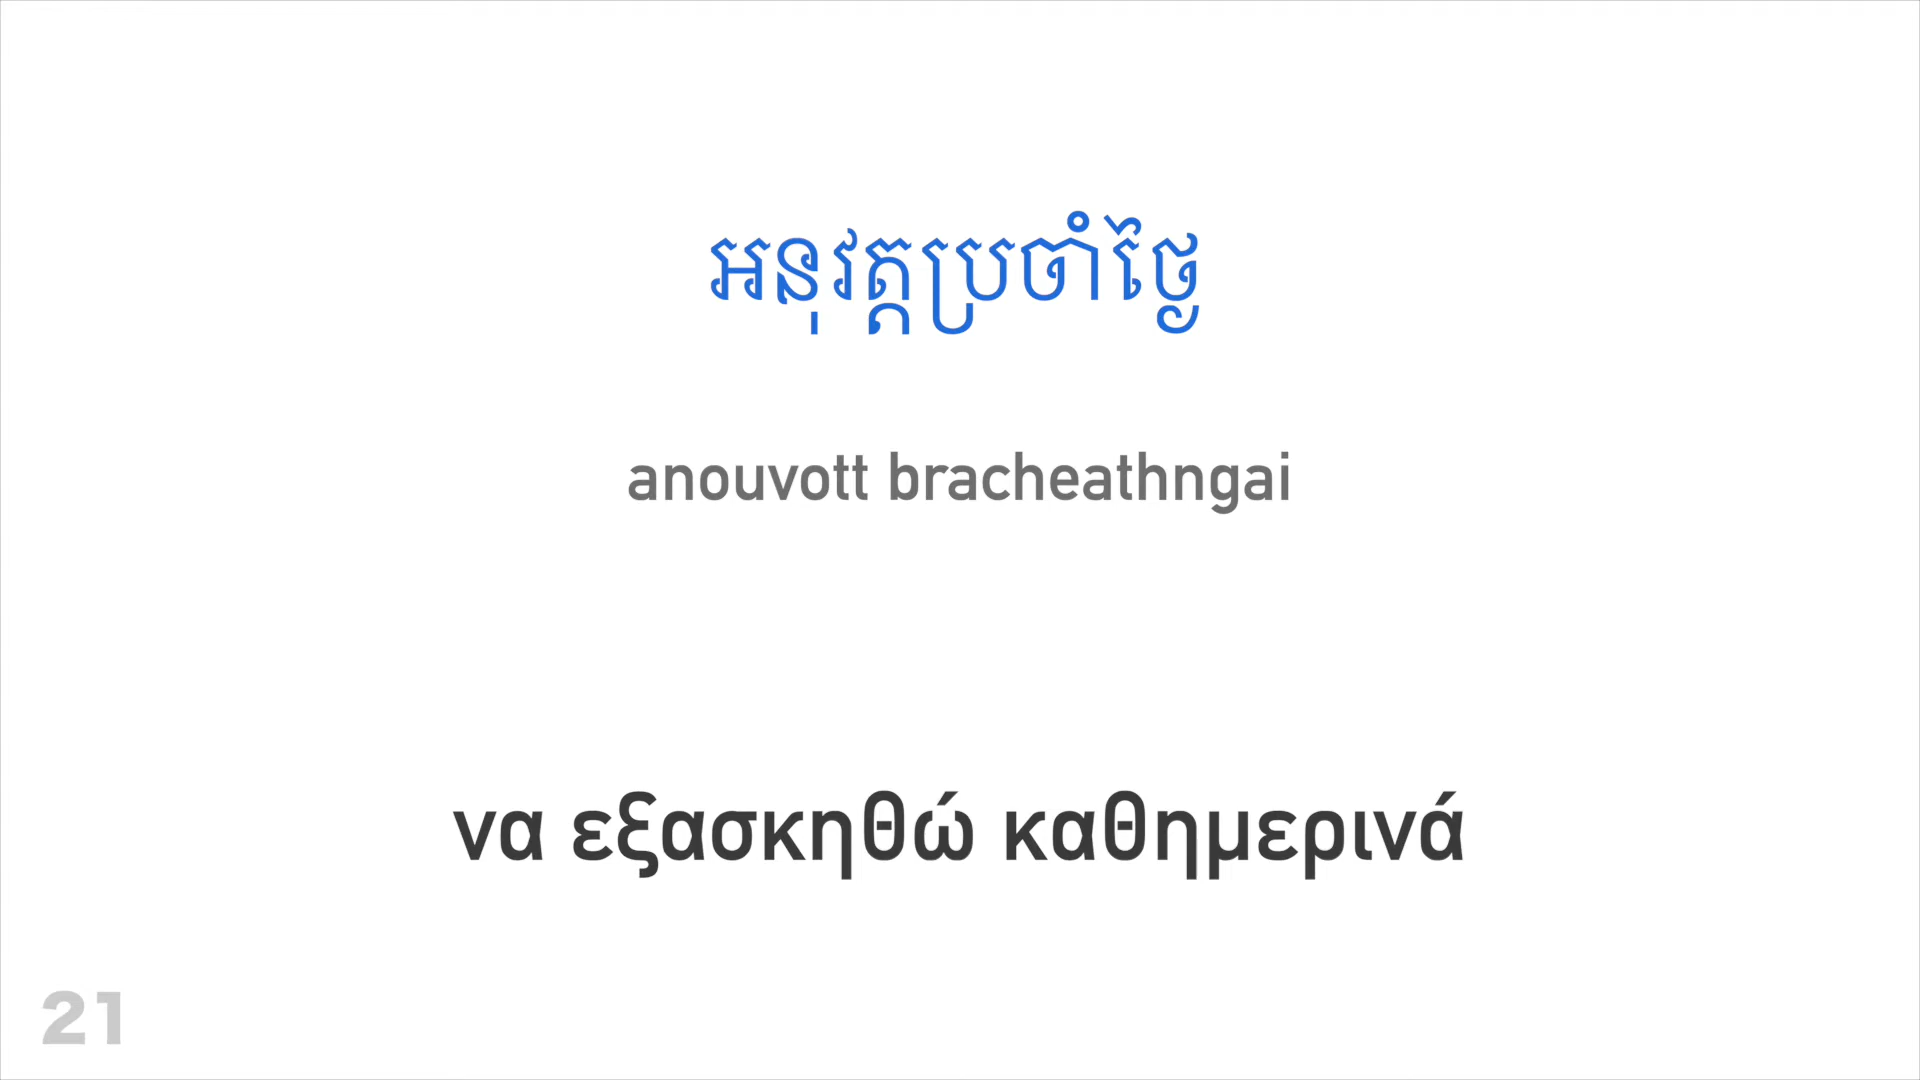 អនុវត្តប្រចាំថ្ងៃ
anouvott bracheathngai
να εξασκηθώ καθημερινά
21